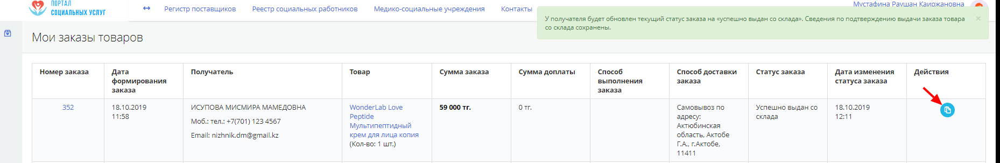 ПОРТАЛ
СОЦИАЛЬНЫХ УСЛУГ
Регистр поставщиков
Реестр социальных работников
Медико-социальные учреждения
Контакты
Мустафина Раушан Каиржановна
У получателя будет обновлен текущий статус заказа на «успешно выдан со склада». Сведения по подтверждению выдачи заказа товара
со склада сохранены.
×
Мои заказы товаров
Номер заказа
Дата
формирования
заказа
Получатель
Товар
Сумма заказа
Сумма доплаты
Способ
выполнения
заказа
Способ доставки
заказа
Статус заказа
Дата изменения
статуса заказа
Действия
352
18.10.2019
11:58
ИСУПОВА МИСМИРА МАМЕДОВНА
Моб.: тел.: +7(701) 123 4567
Email: nizhnik.dm@gmail.kz
WonderLab Love
Peptide
Мультипептидный
крем для лица копия
(Кол-во: 1 шт.)
59 000 тг.
0 тг.
Самовывоз по
адресу:
Актюбинская
область, Актобе
Г.А., г.Актобе,
11411
Успешно выдан со
склада
18.10.2019
12:11